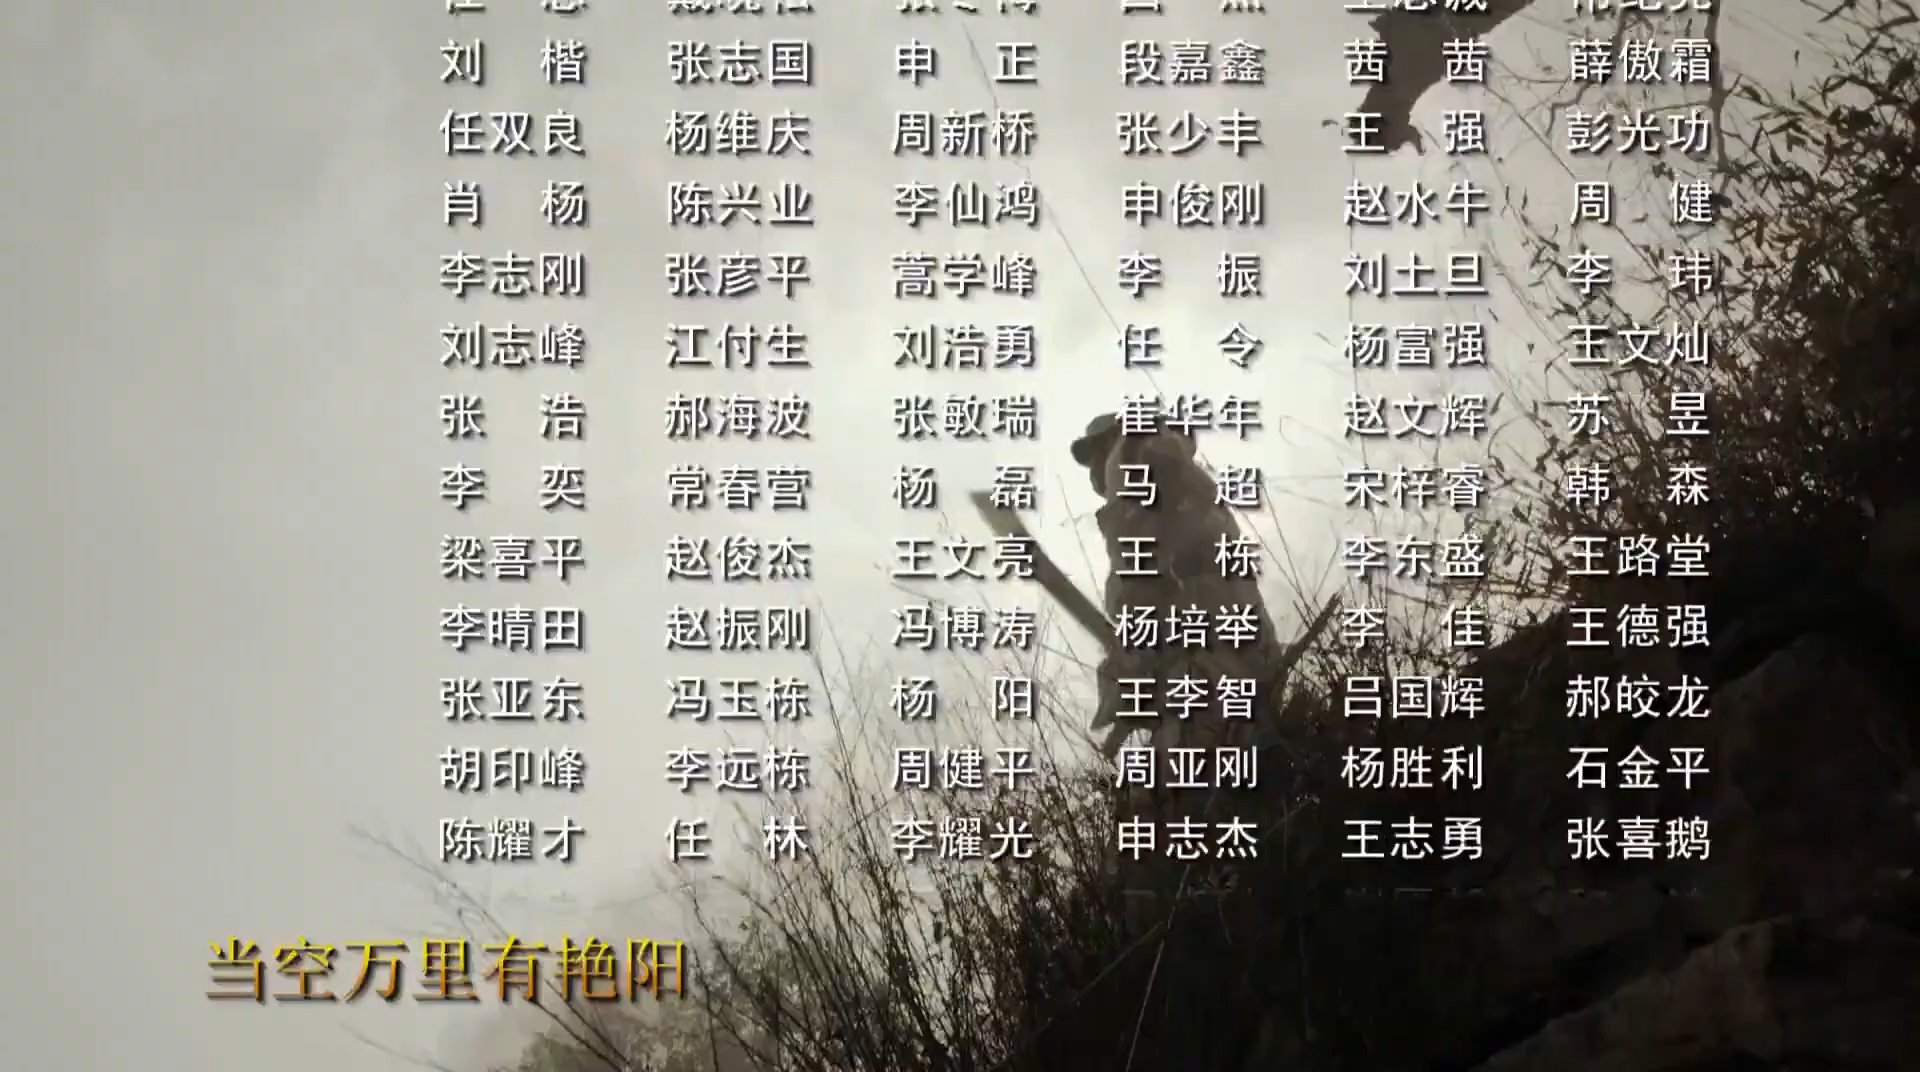 刘 楷 张志国 申 正 段嘉鑫 茜 茜 薛傲霜
任双良 杨维庆 周新桥 张少丰 王 强 彭光功
肖 杨 陈兴业 李仙鸿 申俊刚 赵水牛 周 健
李志刚 张彦平 蒿学峰 李 振 刘土旦 李 玮
刘志峰 江付生 刘浩勇 任 令 杨富强 王文灿
张 浩 郝海波 张敏瑞 崔华年 赵文辉 苏 昱
李 奕 常春营 杨 磊 马 超 宋梓睿 韩 森
梁喜平 赵俊杰 王文亮 王 栋 李东盛 王路堂
李晴田 赵振刚 冯博涛 杨培举 李 佳 王德强
张亚东 冯玉栋 杨 阳 王李智 吕国辉 郝皎龙
胡印峰 李远栋 周健平 周亚刚 杨胜利 石金平
陈耀才 任 林 李耀光 申志杰 王志勇 张喜鹅
当空万里有艳阳